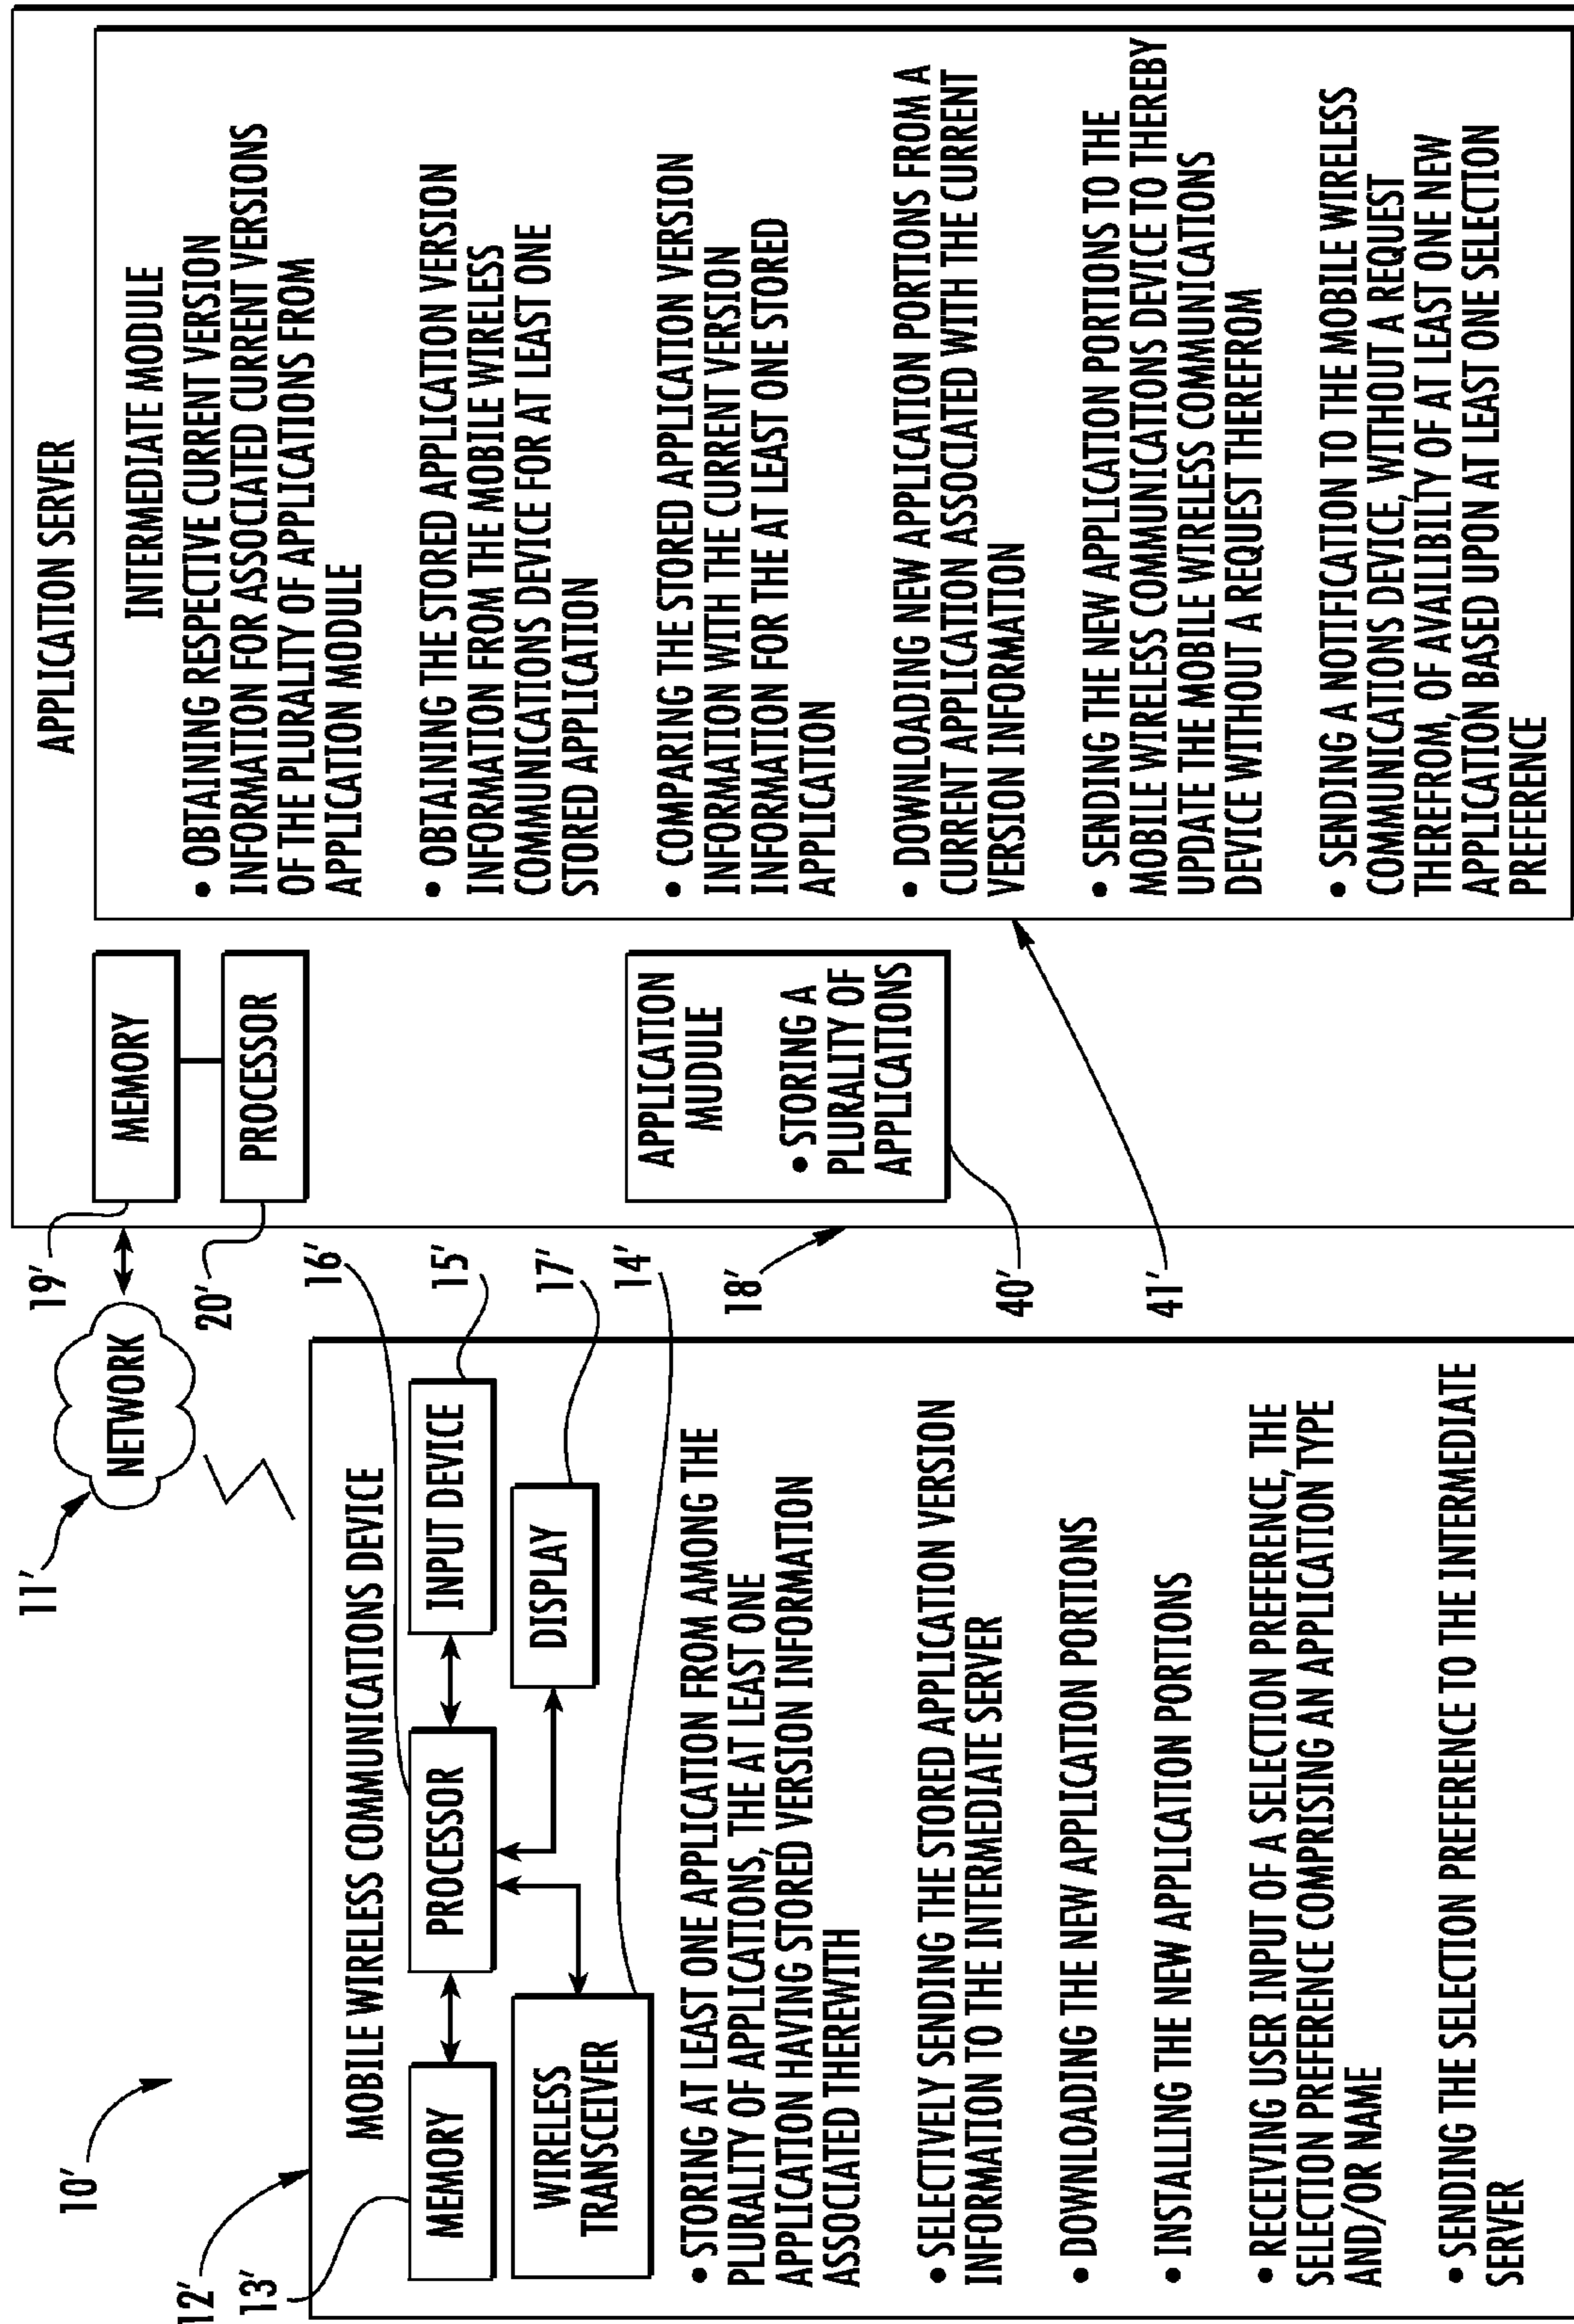 10'
11'
NETWORK
12'
MOBILE WIRELESS COMMUNICATIONS DEVICE
13'
MEMORY
PROCESSOR
INPUT DEVICE
WIRELESS
TRANSCEIVER
DISPLAY
16'
15'
17'
14'
• STORING AT LEAST ONE APPLICATION FROM AMONG THE
PLURALITY OF APPLICATIONS, THE AT LEAST ONE
APPLICATION HAVING STORED VERSION INFORMATION
ASSOCIATED THEREWITH
• SELECTIVELY SENDING THE STORED APPLICATION VERSION
INFORMATION TO THE INTERMEDIATE SERVER
• DOWNLOADING THE NEW APPLICATION PORTIONS
• INSTALLING THE NEW APPLICATION PORTIONS
• RECEIVING USER INPUT OF A SELECTION PREFERENCE, THE
SELECTION PREFERENCE COMPRISING AN APPLICATION TYPE
AND/OR NAME
• SENDING THE SELECTION PREFERENCE TO THE INTERMEDIATE
SERVER
APPLICATION SERVER
19'
MEMORY
20'
PROCESSOR
18'
APPLICATION
MUDULE
• STORING A
PLURALITY OF
APPLICATIONS
40'
41'
INTERMEDIATE MODULE
• OBTAINING RESPECTIVE CURRENT VERSION
INFORMATION FOR ASSOCIATED CURRENT VERSIONS
OF THE PLURALITY OF APPLICATIONS FROM
APPLICATION MODULE
• OBTAINING THE STORED APPLICATION VERSION
INFORMATION FROM THE MOBILE WIRELESS
COMMUNICATIONS DEVICE FOR AT LEAST ONE
STORED APPLICATION
• COMPARING THE STORED APPLICATION VERSION
INFORMATION WITH THE CURRENT VERSION
INFORMATION FOR THE AT LEAST ONE STORED
APPLICATION
• DOWNLOADING NEW APPLICATION PORTIONS FROM A
CURRENT APPLICATION ASSOCIATED WITH THE CURRENT
VERSION INFORMATION
• SENDING THE NEW APPLICATION PORTIONS TO THE
MOBILE WIRELESS COMMUNICATIONS DEVICE TO THEREBY
UPDATE THE MOBILE WIRELESS COMMUNICATIONS
DEVICE WITHOUT A REQUEST THEREFROM
• SENDING A NOTIFICATION TO THE MOBILE WIRELESS
COMMUNICATIONS DEVICE, WITHOUT A REQUEST
THEREFROM, OF AVAILIBILTY OF AT LEAST ONE NEW
APPLICATION BASED UPON AT LEAST ONE SELECTION
PREFERENCE